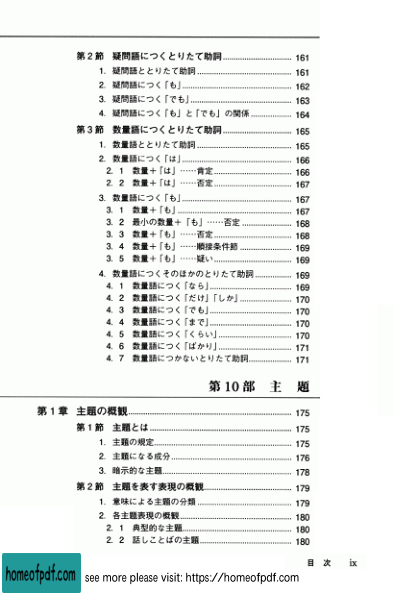 第2節 疑問語につくとりたて助詞 161
1. 疑問語ととりたて助詞 161
2. 疑問語につく「も」 162
3. 疑問語につく「でも」 163
4. 疑問語につく「も」と「でも」の関係 164
第3節 数量語につくとりたて助詞 165
1. 数量語ととりたて助詞 165
2. 数量語につく「は」 166
2. 1 数量＋「は」……肯定 166
2. 2 数量＋「は」……否定 167
3. 数量語につく「も」 167
3. 1 数量＋「も」 167
3. 2 最小の数量＋「も」……否定 168
3. 3 数量＋「も」……否定 168
3. 4 数量＋「も」……順接条件節 169
3. 5 数量＋「も」……疑い 169
4. 数量語につくそのほかのとりたて助詞 169
4. 1 数量語につく「なら」 169
4. 2 数量語につく「だけ」「しか」 170
4. 3 数量語につく「でも」 170
4. 4 数量語につく「まで」 170
4. 5 数量語につく「くらい」 170
4. 6 数量語につく「ばかり」 171
4. 7 数量語につかないとりたて助詞 171
第10部 主 題
第1章 主題の概観 175
第1節 主題とは 175
1. 主題の規定 175
2. 主題になる成分 176
3. 暗示的な主題 178
第2節 主題を表す表現の概観 179
1. 意味による主題の分類 179
2. 各主題表現の概観 180
2. 1 典型的な主題 180
2. 2 話しことばの主題 180
目 次 ix
homeofpdf.com see more please visit: https://homeofpdf.com